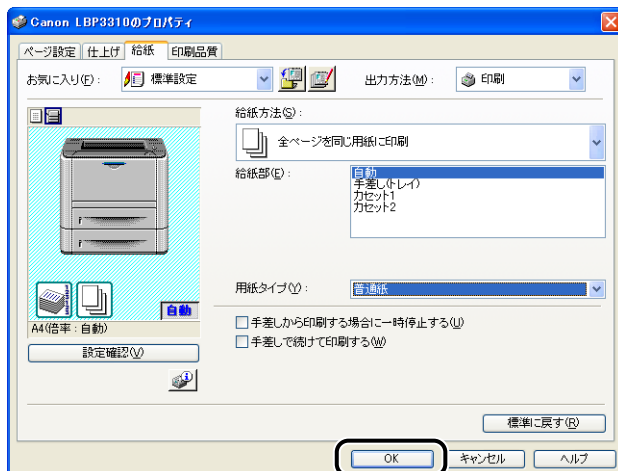 Canon LBP3310のプロパティ
ページ設定 仕上げ 給紙 印刷品質
お気に入り(F)： 標準設定 出力方法(M)： 印刷
給紙方法(S)：
全ページを同じ用紙に印刷
給紙部(E)：
自動
手差し(トレイ)
カセット1
カセット2
自動
用紙タイプ(Y)： 普通紙
A4(倍率：自動)
手差しから印刷する場合に一時停止する(U)
設定確認(V)
手差しで続けて印刷する(W)
標準に戻す(R)
OK キャンセル ヘルプ